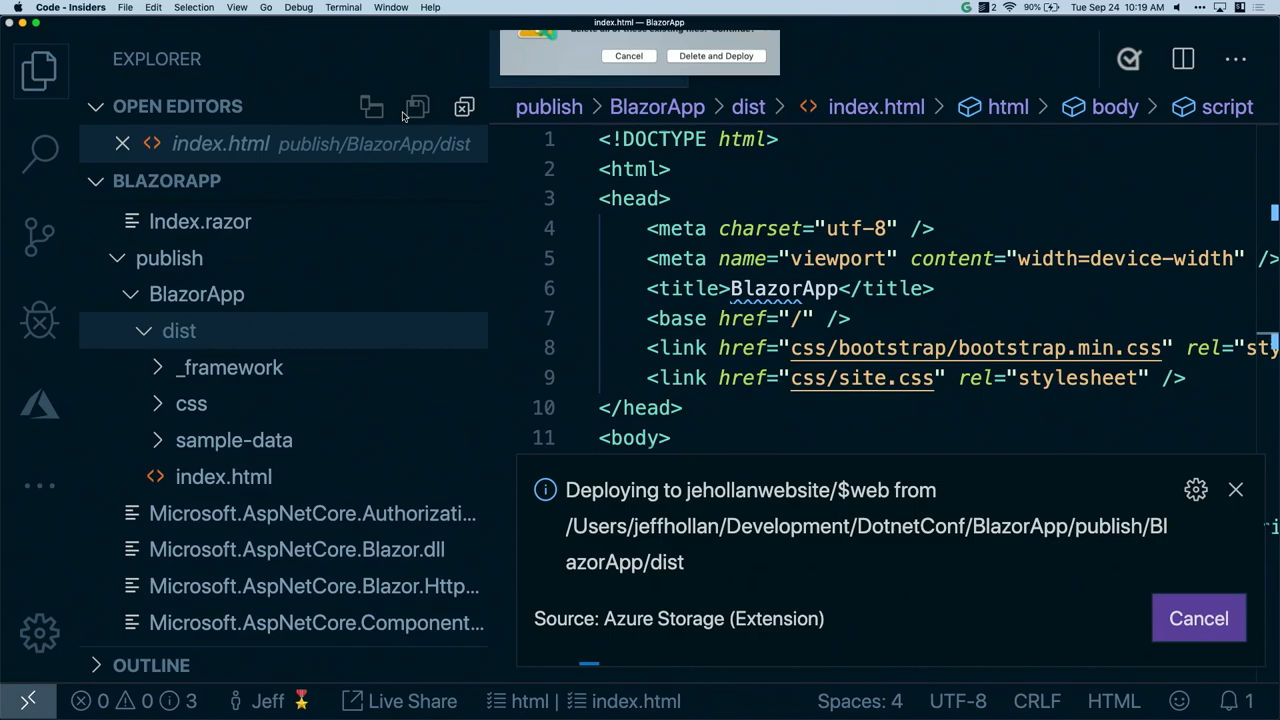 Code - Insiders File Edit Selection View Go Debug Terminal Window Help 2 90% Tue Sep 24 10:19 AM
index.html — BlazorApp
Cancel Delete and Deploy
EXPLORER
OPEN EDITORS
index.html publish/BlazorApp/dist
BLAZORAPP
Index.razor
publish
BlazorApp
dist
_framework
css
sample-data
index.html
Microsoft.AspNetCore.Authorizati...
Microsoft.AspNetCore.Blazor.dll
Microsoft.AspNetCore.Blazor.Http...
Microsoft.AspNetCore.Component...
OUTLINE
publish > BlazorApp > dist > index.html > html > body > script
1 <!DOCTYPE html>
2 <html>
3 <head>
4 <meta charset="utf-8" />
5 <meta name="viewport" content="width=device-width" />
6 <title>BlazorApp</title>
7 <base href="/" />
8 <link href="css/bootstrap/bootstrap.min.css" rel="sty
9 <link href="css/site.css" rel="stylesheet" />
10 </head>
11 <body>
Deploying to jehollanwebsite/$web from
/Users/jeffhollan/Development/DotnetConf/BlazorApp/publish/Bl
azorApp/dist
Source: Azure Storage (Extension)
Cancel
0 0 3 Jeff Live Share html | index.html Spaces: 4 UTF-8 CRLF HTML 1